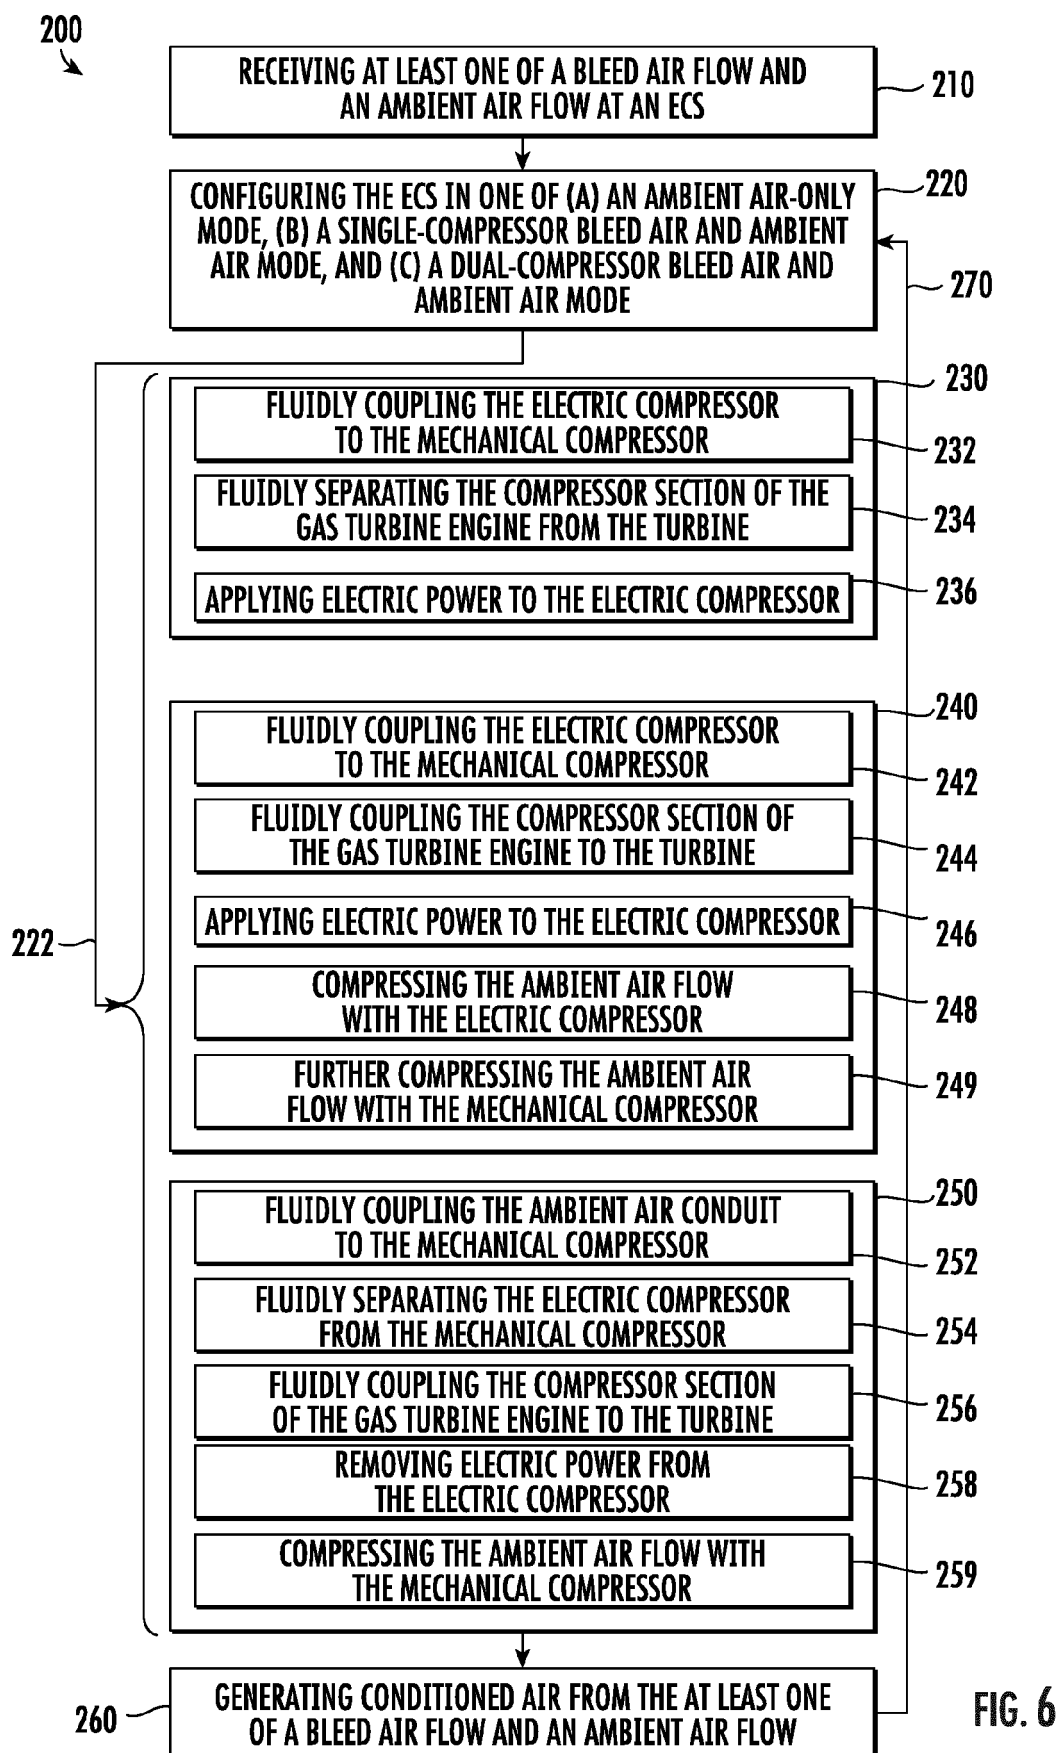 200
RECEIVING AT LEAST ONE OF A BLEED AIR FLOW AND
AN AMBIENT AIR FLOW AT AN ECS
210
CONFIGURING THE ECS IN ONE OF (A) AN AMBIENT AIR-ONLY
MODE, (B) A SINGLE-COMPRESSOR BLEED AIR AND AMBIENT
AIR MODE, AND (C) A DUAL-COMPRESSOR BLEED AIR AND
AMBIENT AIR MODE
220
270
230
FLUIDLY COUPLING THE ELECTRIC COMPRESSOR
TO THE MECHANICAL COMPRESSOR
232
FLUIDLY SEPARATING THE COMPRESSOR SECTION OF THE
GAS TURBINE ENGINE FROM THE TURBINE
234
APPLYING ELECTRIC POWER TO THE ELECTRIC COMPRESSOR
236
240
FLUIDLY COUPLING THE ELECTRIC COMPRESSOR
TO THE MECHANICAL COMPRESSOR
242
FLUIDLY COUPLING THE COMPRESSOR SECTION OF
THE GAS TURBINE ENGINE TO THE TURBINE
244
APPLYING ELECTRIC POWER TO THE ELECTRIC COMPRESSOR
246
222
COMPRESSING THE AMBIENT AIR FLOW
WITH THE ELECTRIC COMPRESSOR
248
FURTHER COMPRESSING THE AMBIENT AIR
FLOW WITH THE MECHANICAL COMPRESSOR
249
250
FLUIDLY COUPLING THE AMBIENT AIR CONDUIT
TO THE MECHANICAL COMPRESSOR
252
FLUIDLY SEPARATING THE ELECTRIC COMPRESSOR
FROM THE MECHANICAL COMPRESSOR
254
FLUIDLY COUPLING THE COMPRESSOR SECTION
OF THE GAS TURBINE ENGINE TO THE TURBINE
256
REMOVING ELECTRIC POWER FROM
THE ELECTRIC COMPRESSOR
258
COMPRESSING THE AMBIENT AIR FLOW WITH
THE MECHANICAL COMPRESSOR
259
260
GENERATING CONDITIONED AIR FROM THE AT LEAST ONE
OF A BLEED AIR FLOW AND AN AMBIENT AIR FLOW
FIG. 6